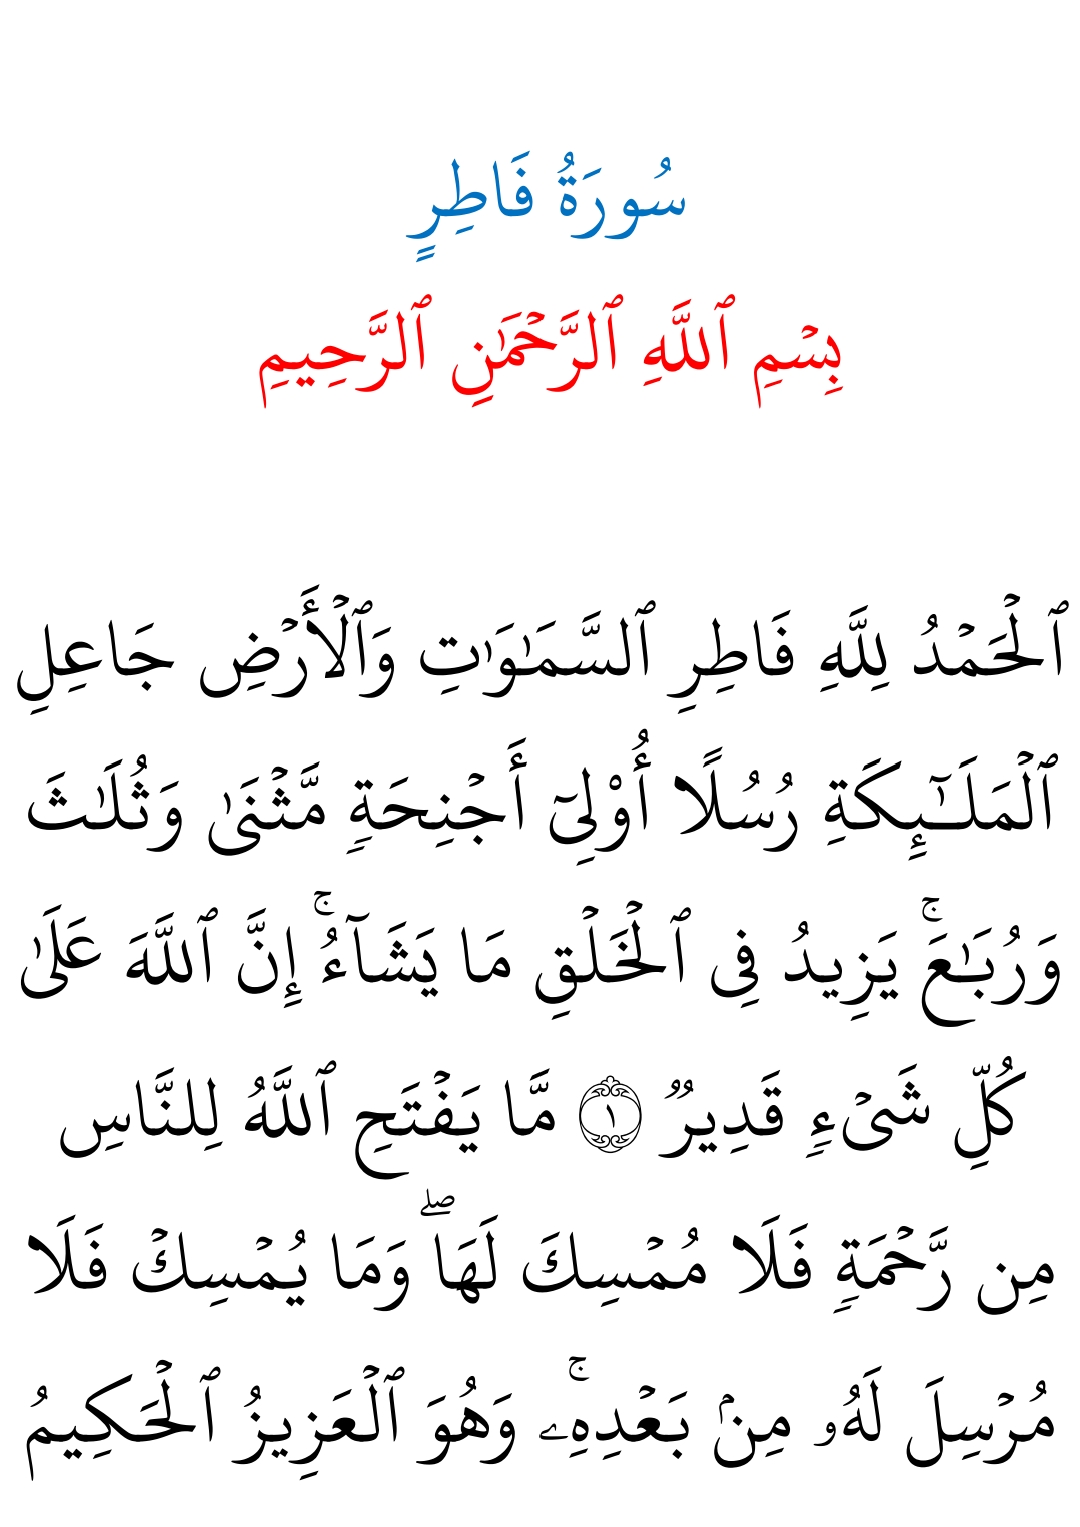 سُورَةُ فَاطِرٍ
بِسۡمِ ٱللَّهِ ٱلرَّحۡمَٰنِ ٱلرَّحِيمِ
ٱلۡحَمۡدُ لِلَّهِ فَاطِرِ ٱلسَّمَٰوَٰتِ وَٱلۡأَرۡضِ جَاعِلِ
ٱلۡمَلَـٰٓئِكَةِ رُسُلًا أُوْلِيٓ أَجۡنِحَةٖ مَّثۡنَىٰ وَثُلَٰثَ
وَرُبَٰعَۚ يَزِيدُ فِي ٱلۡخَلۡقِ مَا يَشَآءُۚ إِنَّ ٱللَّهَ عَلَىٰ
كُلِّ شَيۡءٖ قَدِيرٞ ١ مَّا يَفۡتَحِ ٱللَّهُ لِلنَّاسِ
مِن رَّحۡمَةٖ فَلَا مُمۡسِكَ لَهَاۖ وَمَا يُمۡسِكۡ فَلَا
مُرۡسِلَ لَهُۥ مِنۢ بَعۡدِهِۦۚ وَهُوَ ٱلۡعَزِيزُ ٱلۡحَكِيمُ